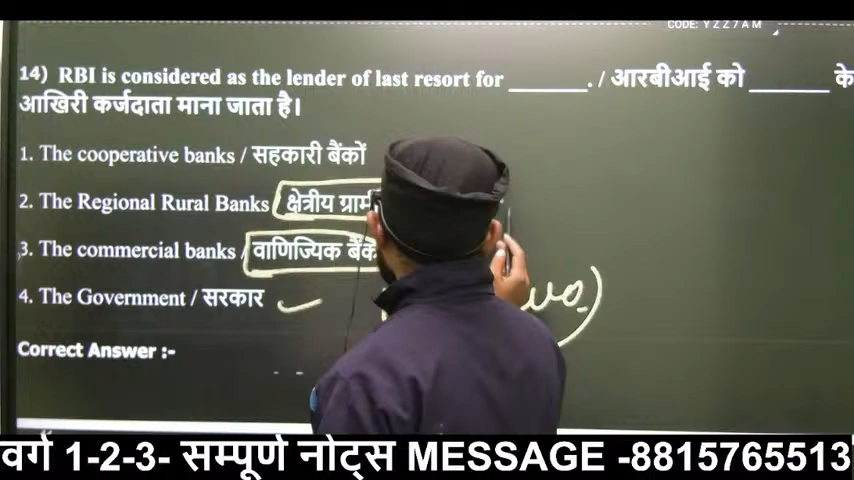 CODE: YZZ7AM
14) RBI is considered as the lender of last resort for _______. / आरबीआई को _______ के
आखिरी कर्जदाता माना जाता है।
1. The cooperative banks / सहकारी बैंकों
2. The Regional Rural Banks क्षेत्रीय
3. The commercial banks / वाणिज्यिक
4. The Government / सरकार
Correct Answer :-
वर्ग 1-2-3- सम्पूर्ण नोट्स MESSAGE -8815765513